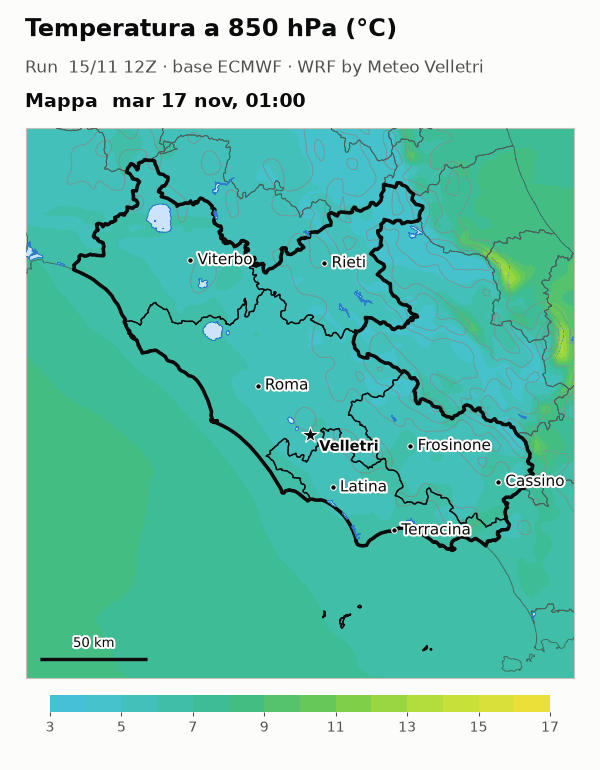 Temperatura a 850 hPa (°C)
Run  15/11 12Z · base ECMWF · WRF by Meteo Velletri
Mappa  mar 17 nov, 01:00
Viterbo
Rieti
Roma
Velletri
Frosinone
Cassino
Latina
Terracina
50 km
3 5 7 9 11 13 15 17